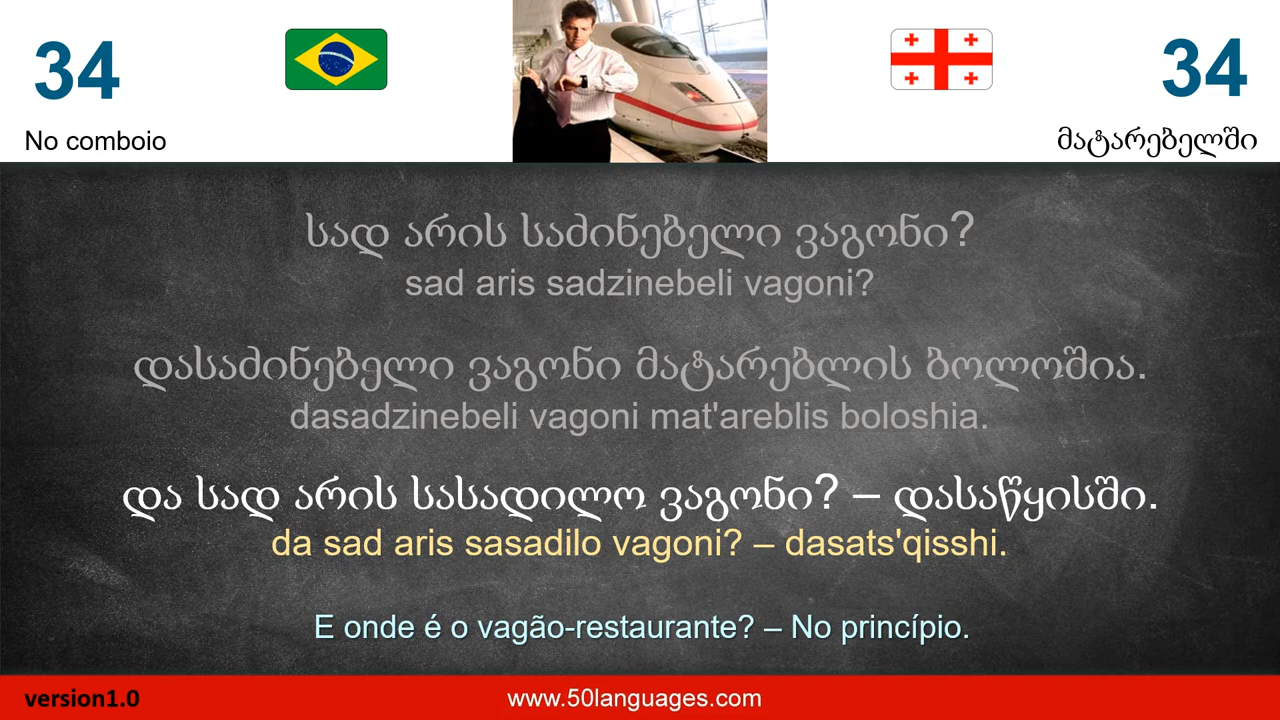 34
34
No comboio
მატარებელში
სად არის საძინებელი ვაგონი?
sad aris sadzinebeli vagoni?
დასაძინებელი ვაგონი მატარებლის ბოლოშია.
dasadzinebeli vagoni mat'areblis boloshia.
და სად არის სასადილო ვაგონი? – დასაწყისში.
da sad aris sasadilo vagoni? – dasats'qisshi.
E onde é o vagão-restaurante? – No princípio.
version1.0
www.50languages.com